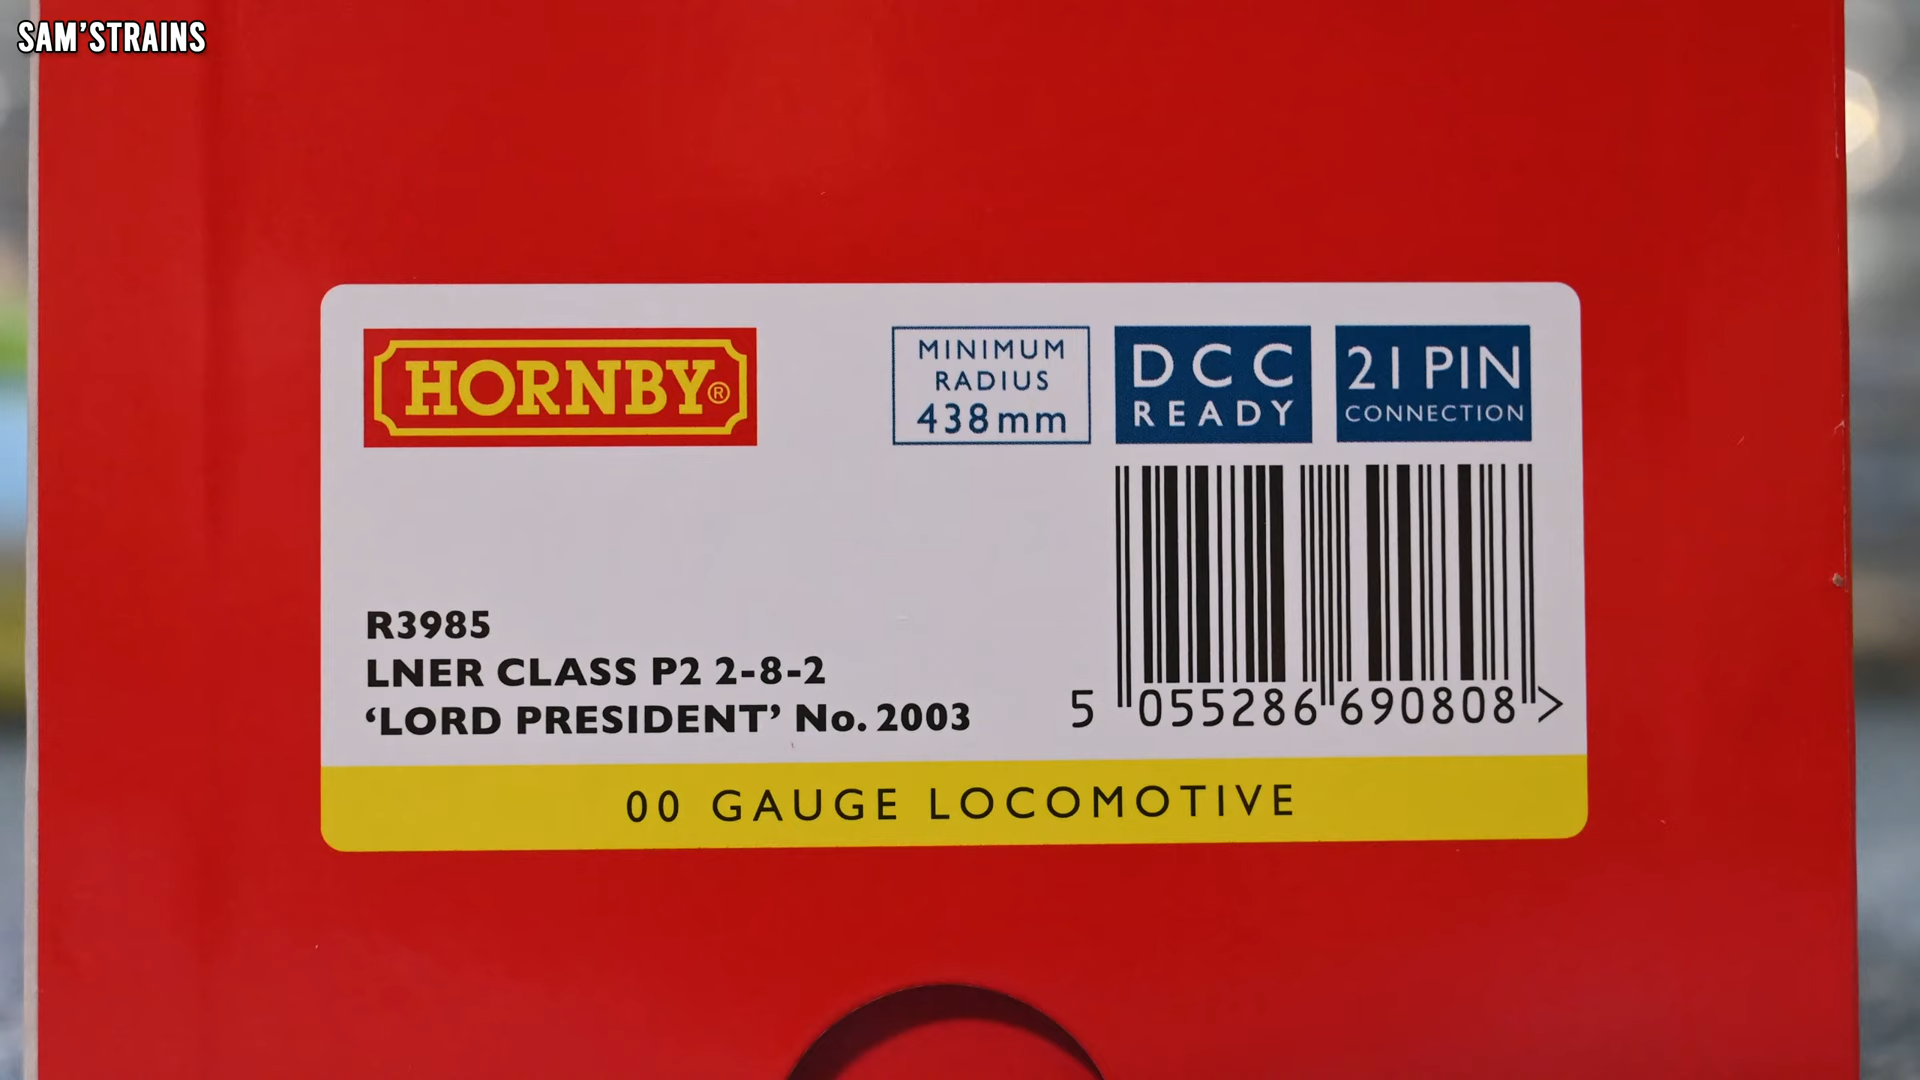 SAM'STRAINS
HORNBY®
MINIMUM
RADIUS
438mm
DCC
READY
21 PIN
CONNECTION
R3985
LNER CLASS P2 2-8-2
‘LORD PRESIDENT’ No. 2003
5 055286 690808 >
00 GAUGE LOCOMOTIVE